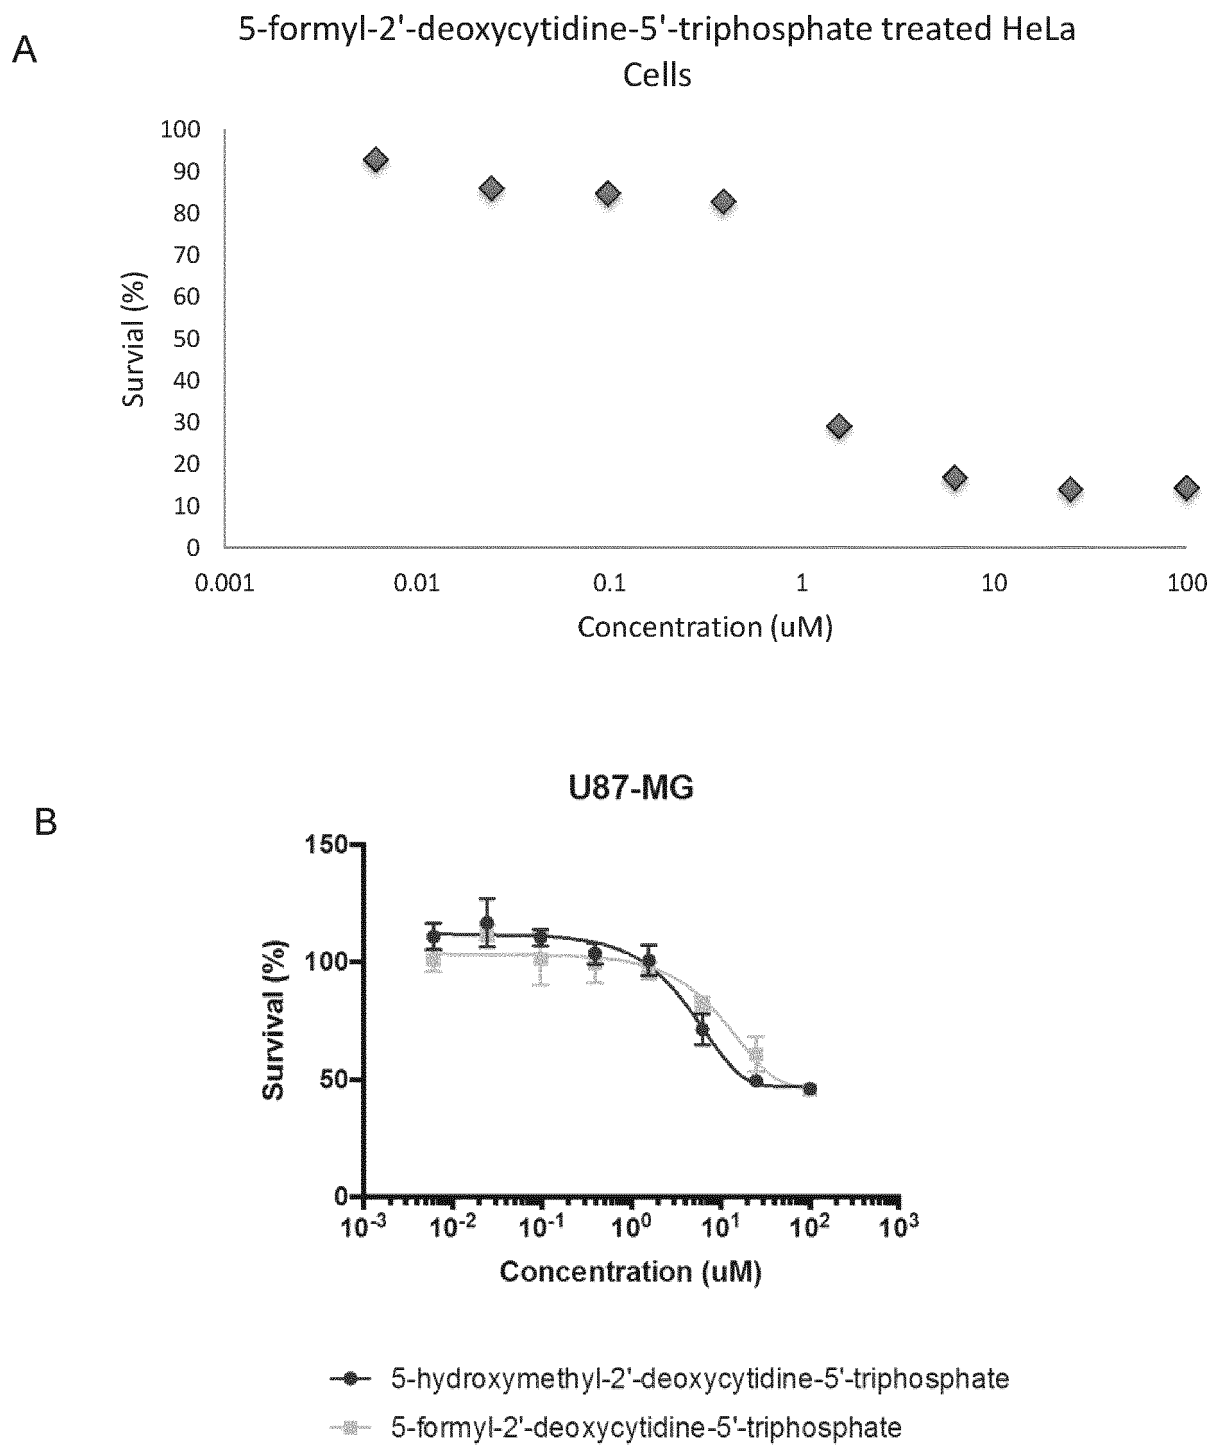 A
5-formyl-2'-deoxycytidine-5'-triphosphate treated HeLa
Cells
100
90
80
70
60
50
40
30
20
10
0
Survial (%)
0.001 0.01 0.1 1 10 100
Concentration (uM)
B
U87-MG
150
100
50
0
Survival (%)
10-3 10-2 10-1 100 101 102 103
Concentration (uM)
5-hydroxymethyl-2'-deoxycytidine-5'-triphosphate
5-formyl-2'-deoxycytidine-5'-triphosphate